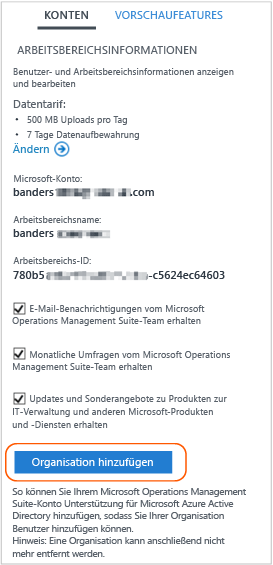 KONTEN VORSCHAUFEATURES
ARBEITSBEREICHSINFORMATIONEN
Benutzer- und Arbeitsbereichsinformationen anzeigen
und bearbeiten
Datentarif:
• 500 MB Uploads pro Tag
• 7 Tage Datenaufbewahrung
Ändern
Microsoft-Konto:
banders .com
Arbeitsbereichsname:
banders
Arbeitsbereichs-ID:
780b5 -c5624ec64603
E-Mail-Benachrichtigungen vom Microsoft
Operations Management Suite-Team erhalten
Monatliche Umfragen vom Microsoft Operations
Management Suite-Team erhalten
Updates und Sonderangebote zu Produkten zur
IT-Verwaltung und anderen Microsoft-Produkten
und -Diensten erhalten
Organisation hinzufügen
So können Sie Ihrem Microsoft Operations Management
Suite-Konto Unterstützung für Microsoft Azure Active
Directory hinzufügen, sodass Sie Ihrer Organisation
Benutzer hinzufügen können.
Hinweis: Eine Organisation kann anschließend nicht
mehr entfernt werden.